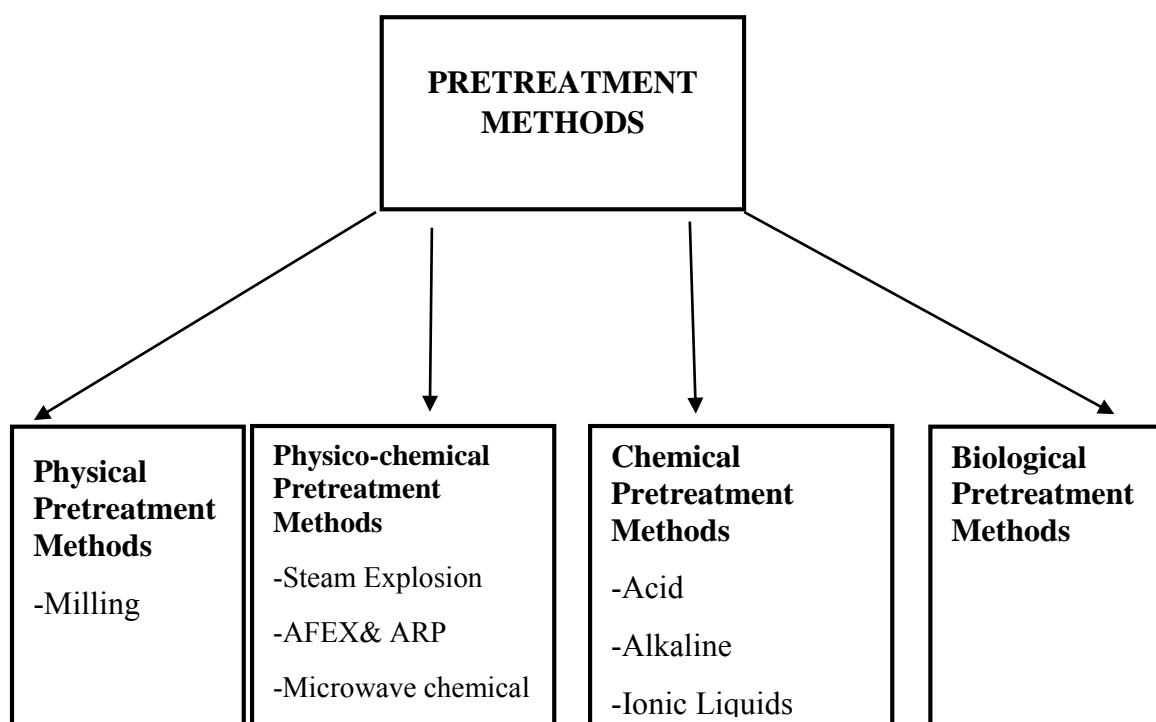 PRETREATMENT
METHODS
Physical
Pretreatment
Methods
-Milling
Physico-chemical
Pretreatment
Methods
-Steam Explosion
-AFEX& ARP
-Microwave chemical
Chemical
Pretreatment
Methods
-Acid
-Alkaline
-Ionic Liquids
Biological
Pretreatment
Methods